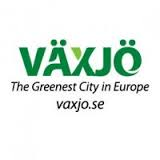 VÄXJÖ
The Greenest City in Europe
vaxjo.se